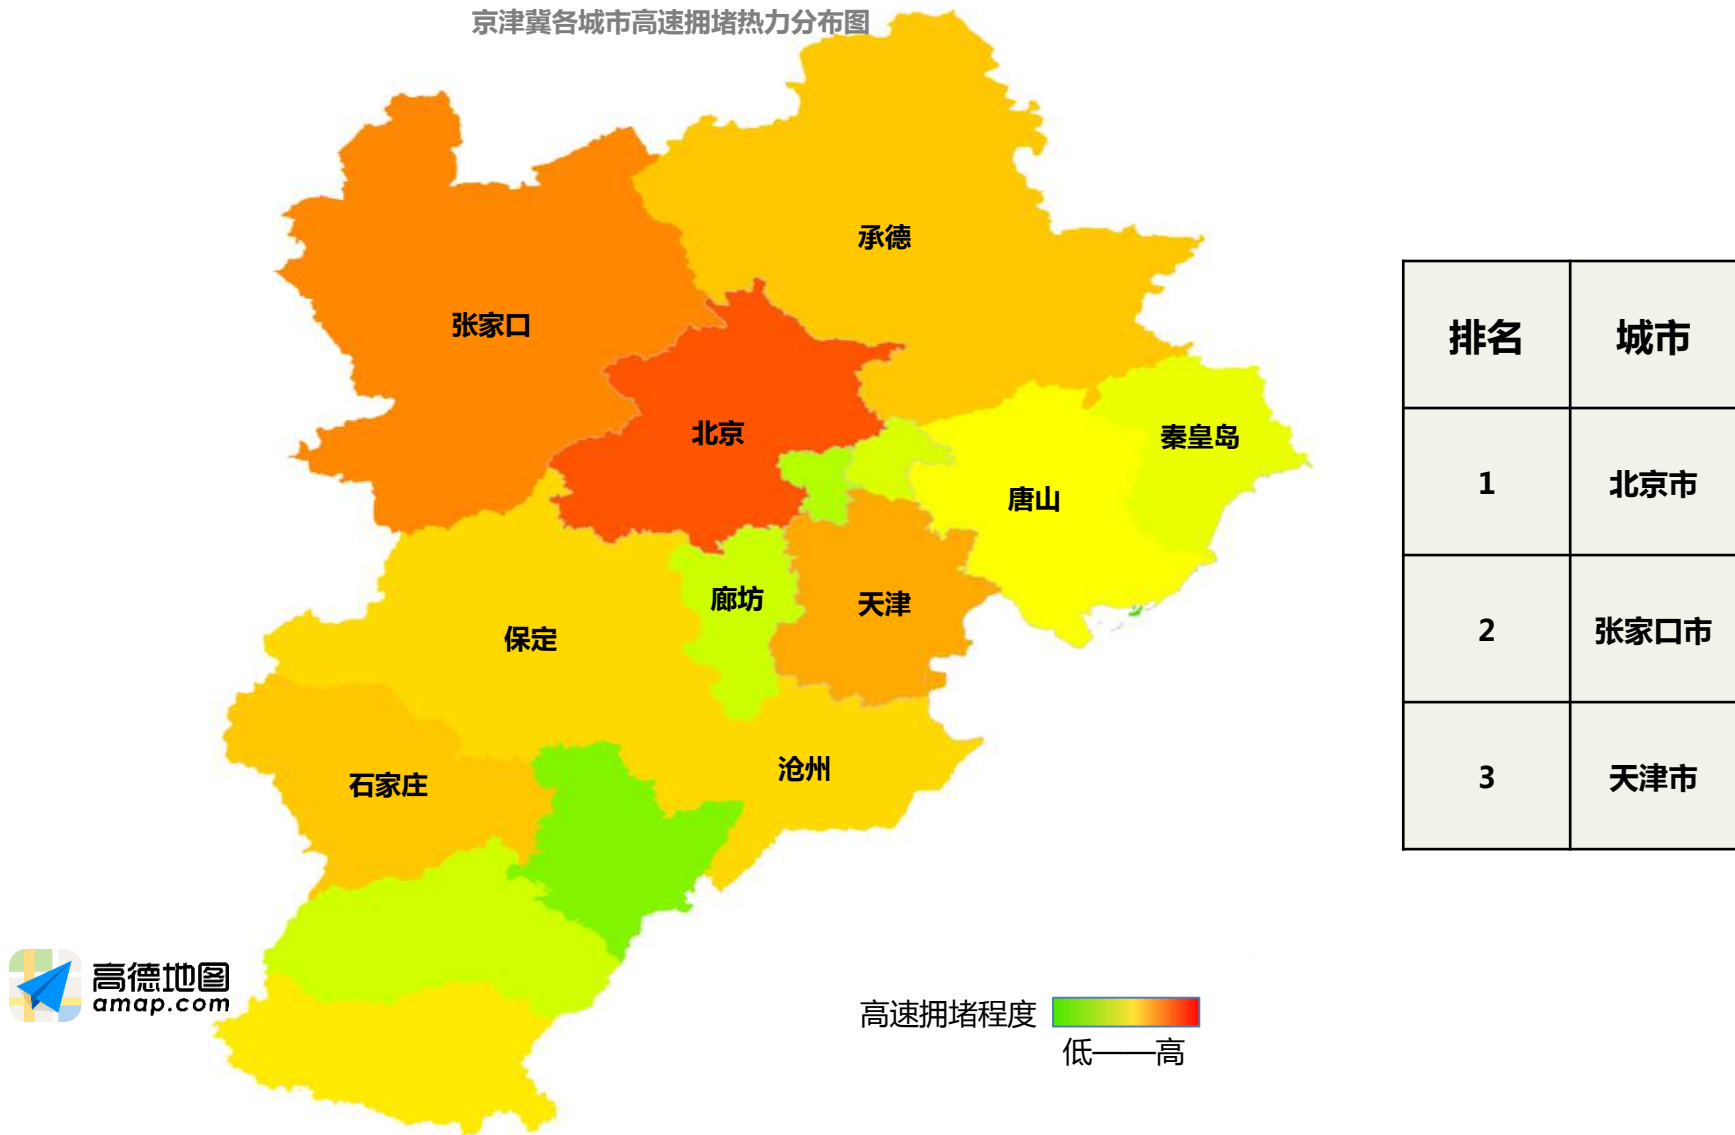 京津冀各城市高速拥堵热力分布图
承德
张家口
北京
秦皇岛
唐山
廊坊
天津
保定
沧州
石家庄
排名 城市
1 北京市
2 张家口市
3 天津市
高德地图
amap.com
高速拥堵程度
低——高